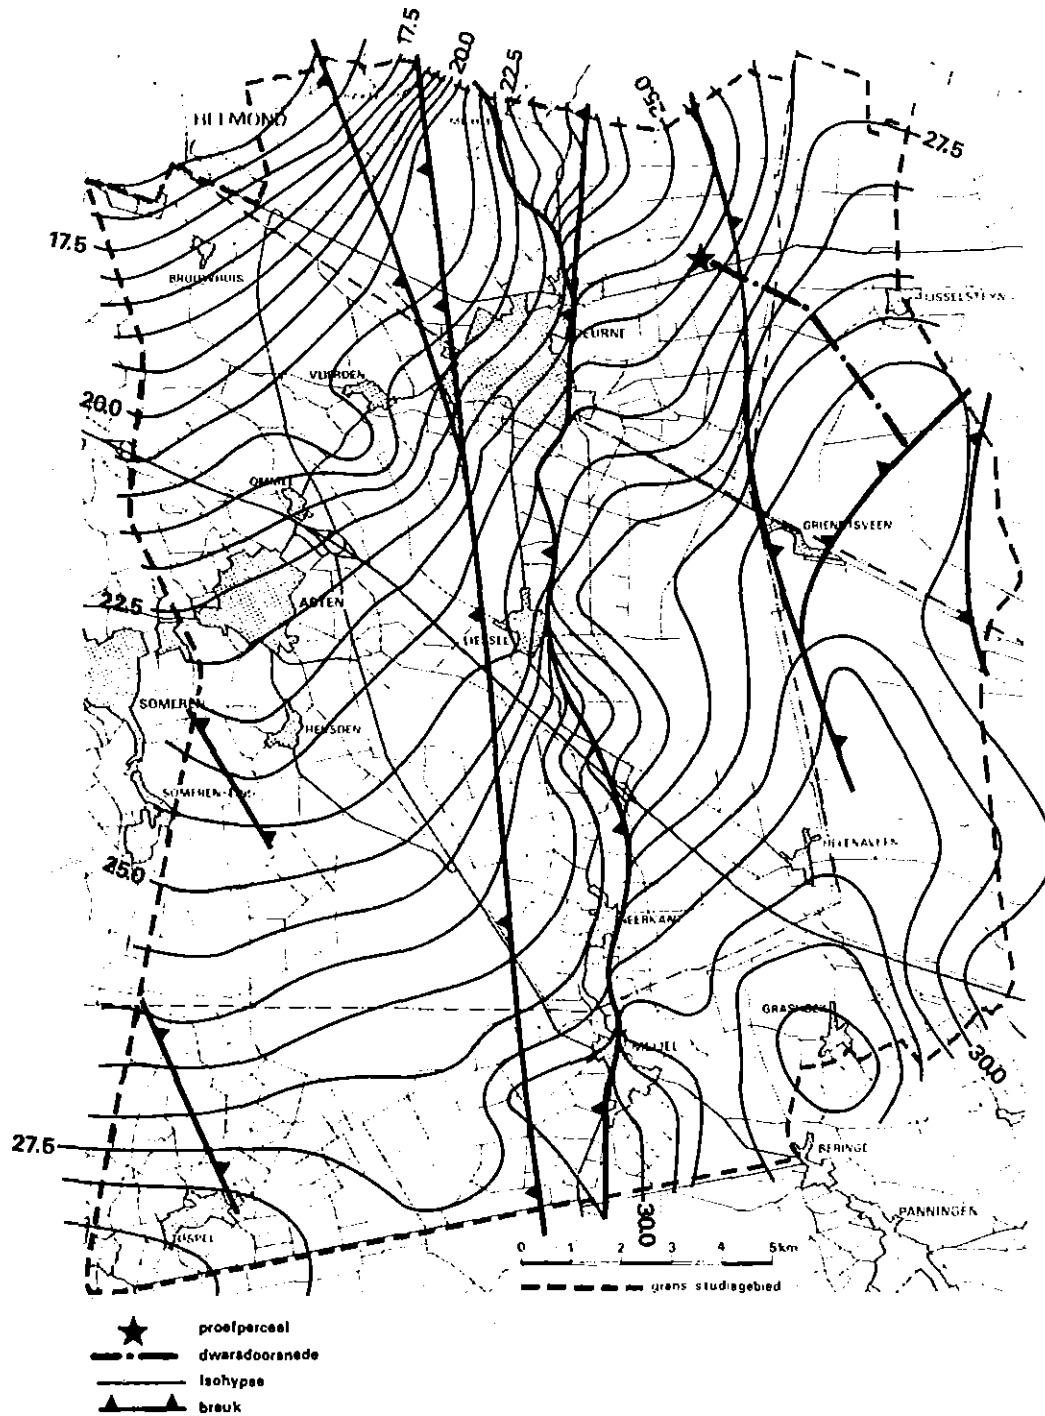 17.5
20.0
22.5
25.0
HELMOND
27.5
17.5
BROUWHUIS
IJSSELSTEYN
DEURNE
VLIERDEN
20.0
OMMEL
GRIENDTSVEEN
22.5
ASTEN
LIESSEL
SOMEREN
HEUSDEN
SOMEREN-EIND
HELENAVEEN
25.0
NEERKANT
GRASHOEK
MEIJEL
30.0
27.5
BERINGE
PANNINGEN
30.0
0 1 2 3 4 5km
grens studiegebied
proefperceel
dwarsdoorsnede
isohypse
breuk